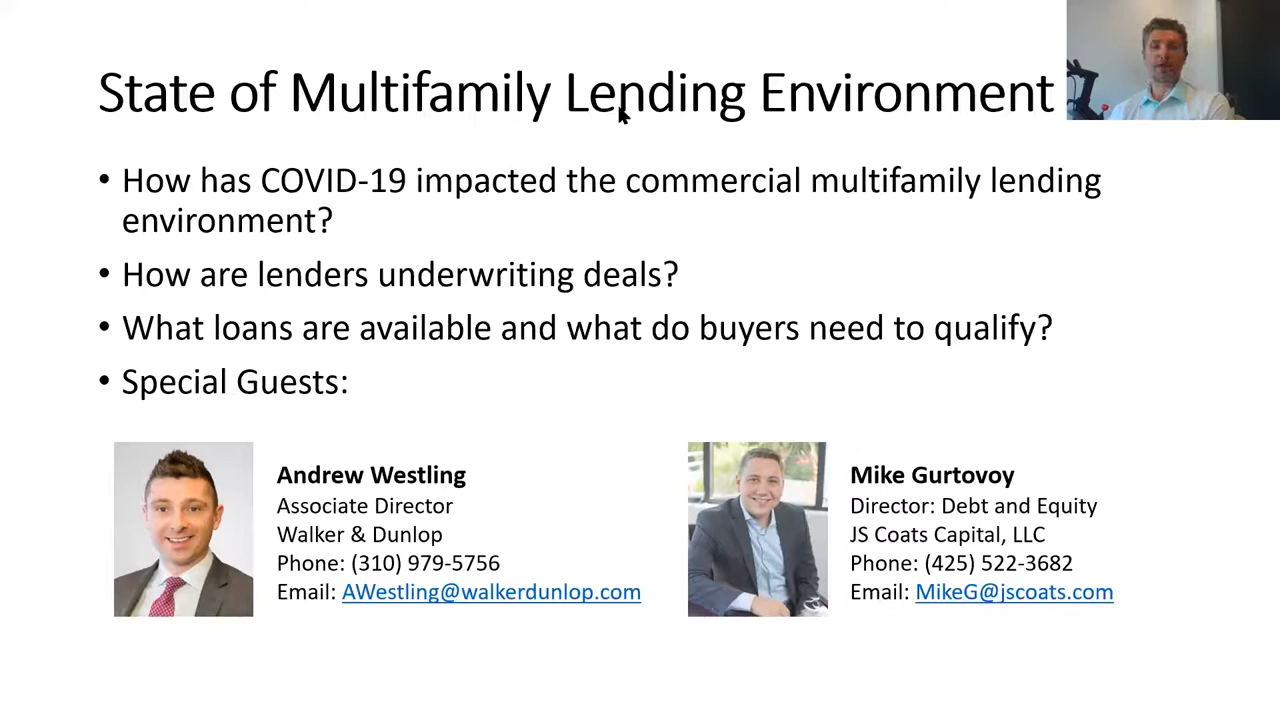 State of Multifamily Lending Environment
• How has COVID-19 impacted the commercial multifamily lending
environment?
• How are lenders underwriting deals?
• What loans are available and what do buyers need to qualify?
• Special Guests:
Andrew Westling
Associate Director
Walker & Dunlop
Phone: (310) 979-5756
Email: AWestling@walkerdunlop.com
Mike Gurtovoy
Director: Debt and Equity
JS Coats Capital, LLC
Phone: (425) 522-3682
Email: MikeG@jscoats.com